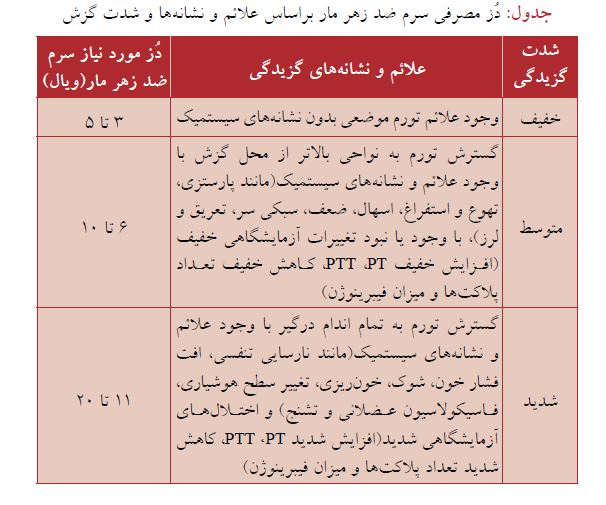 جدول: دُز مصرفی سرم ضد زهر مار براساس علائم و نشانه‌ها و شدت گزش
شدت
گزیدگی
علائم و نشانه‌های گزیدگی
دُز مورد نیاز سرم
ضد زهر مار(ویال)
خفیف
وجود علائم تورم موضعی بدون نشانه‌های سیستمیک
۳ تا ۵
متوسط
گسترش تورم به نواحی بالاتر از محل گزش با
وجود علائم و نشانه‌های سیستمیک(مانند پارستزی،
تهوع و استفراغ، اسهال، ضعف، سبکی سر، تعریق و
لرز)، با وجود یا نبود تغییرات آزمایشگاهی خفیف
(افزایش خفیف PTT ،PT، کاهش خفیف تعداد
پلاکت‌ها و میزان فیبرینوژن)
۶ تا ۱۰
شدید
گسترش تورم به تمام اندام درگیر با وجود علائم
و نشانه‌های سیستمیک(مانند نارسایی تنفسی، افت
فشار خون، شوک، خون‌ریزی، تغییر سطح هوشیاری،
فاسیکولاسیون عضلانی و تشنج) و اختلال‌های
آزمایشگاهی شدید(افزایش شدید PTT ،PT، کاهش
شدید تعداد پلاکت‌ها و میزان فیبرینوژن)
۱۱ تا ۲۰